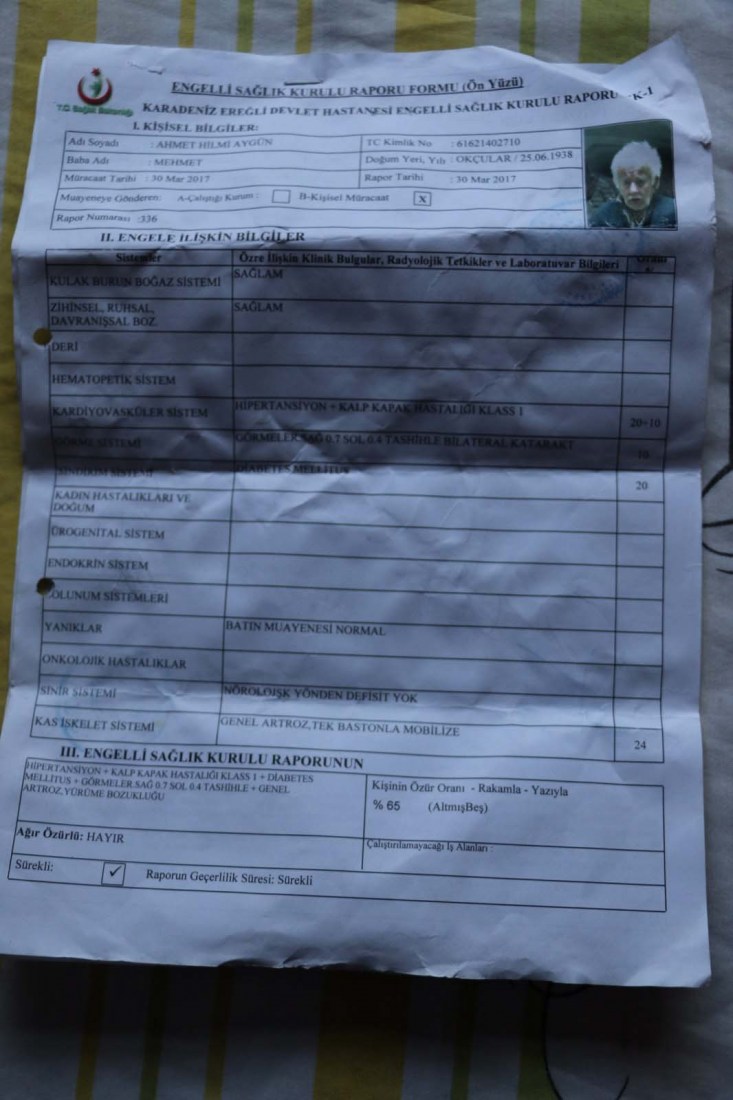 T.C. Sağlık Bakanlığı
ENGELLİ SAĞLIK KURULU RAPORU FORMU (Ön Yüzü)
KARADENİZ EREĞLİ DEVLET HASTANESİ ENGELLİ SAĞLIK KURULU RAPORU K-1
I. KİŞİSEL BİLGİLER:
Adı Soyadı : AHMET HİLMİ AYGÜN TC Kimlik No : 61621402710
Baba Adı : MEHMET Doğum Yeri, Yılı : OKÇULAR / 25.06.1938
Müracaat Tarihi : 30 Mar 2017 Rapor Tarihi : 30 Mar 2017
Muayeneye Gönderen: A-Çalıştığı Kurum : B-Kişisel Müracaat X
Rapor Numarası :336
II. ENGELE İLİŞKİN BİLGİLER
Sistemler Özre İlişkin Klinik Bulgular, Radyolojik Tetkikler ve Laboratuvar Bilgileri
KULAK BURUN BOĞAZ SİSTEMİ SAĞLAM
ZİHİNSEL, RUHSAL, SAĞLAM
DAVRANIŞSAL BOZ.
DERİ
HEMATOPETİK SİSTEM
KARDİYOVASKÜLER SİSTEM HİPERTANSİYON + KALP KAPAK HASTALIĞI KLASS 1 20+10
GÖRME SİSTEMİ GÖRMELER.SAĞ 0.7 SOL 0.4 TASHİHLE BİLATERAL KATARAKT 10
SİNDİRİM SİSTEMİ DİABETES MELLİTUS 20
KADIN HASTALIKLARI VE
DOĞUM
ÜROGENİTAL SİSTEM
ENDOKRİN SİSTEM
SOLUNUM SİSTEMLERİ
YANIKLAR BATIN MUAYENESİ NORMAL
ONKOLOJİK HASTALIKLAR
SİNİR SİSTEMİ NÖROLOJŞK YÖNDEN DEFİSİT YOK
KAS İSKELET SİSTEMİ GENEL ARTROZ,TEK BASTONLA MOBİLİZE 24
III. ENGELLİ SAĞLIK KURULU RAPORUNUN
HİPERTANSİYON + KALP KAPAK HASTALIĞI KLASS 1 + DİABETES
MELLİTUS + GÖRMELER.SAĞ 0.7 SOL 0.4 TASHİHLE + GENEL
ARTROZ,YÜRÜME BOZUKLUĞU
Kişinin Özür Oranı - Rakamla - Yazıyla
% 65 (AltmışBeş)
Ağır Özürlü: HAYIR
Çalıştırılamayacağı İş Alanları :
Sürekli: ✓ Raporun Geçerlilik Süresi: Sürekli